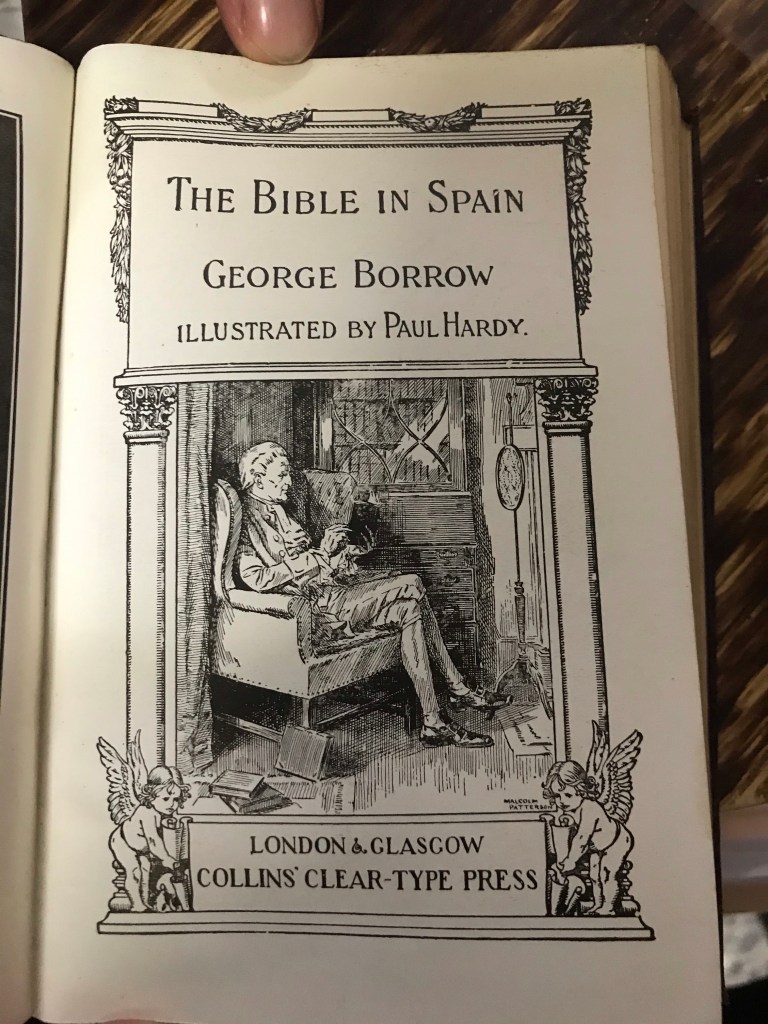 THE BIBLE IN SPAIN
GEORGE BORROW
ILLUSTRATED BY PAUL HARDY.
MALCOLM
PATTERSON
LONDON & GLASGOW
COLLINS' CLEAR-TYPE PRESS